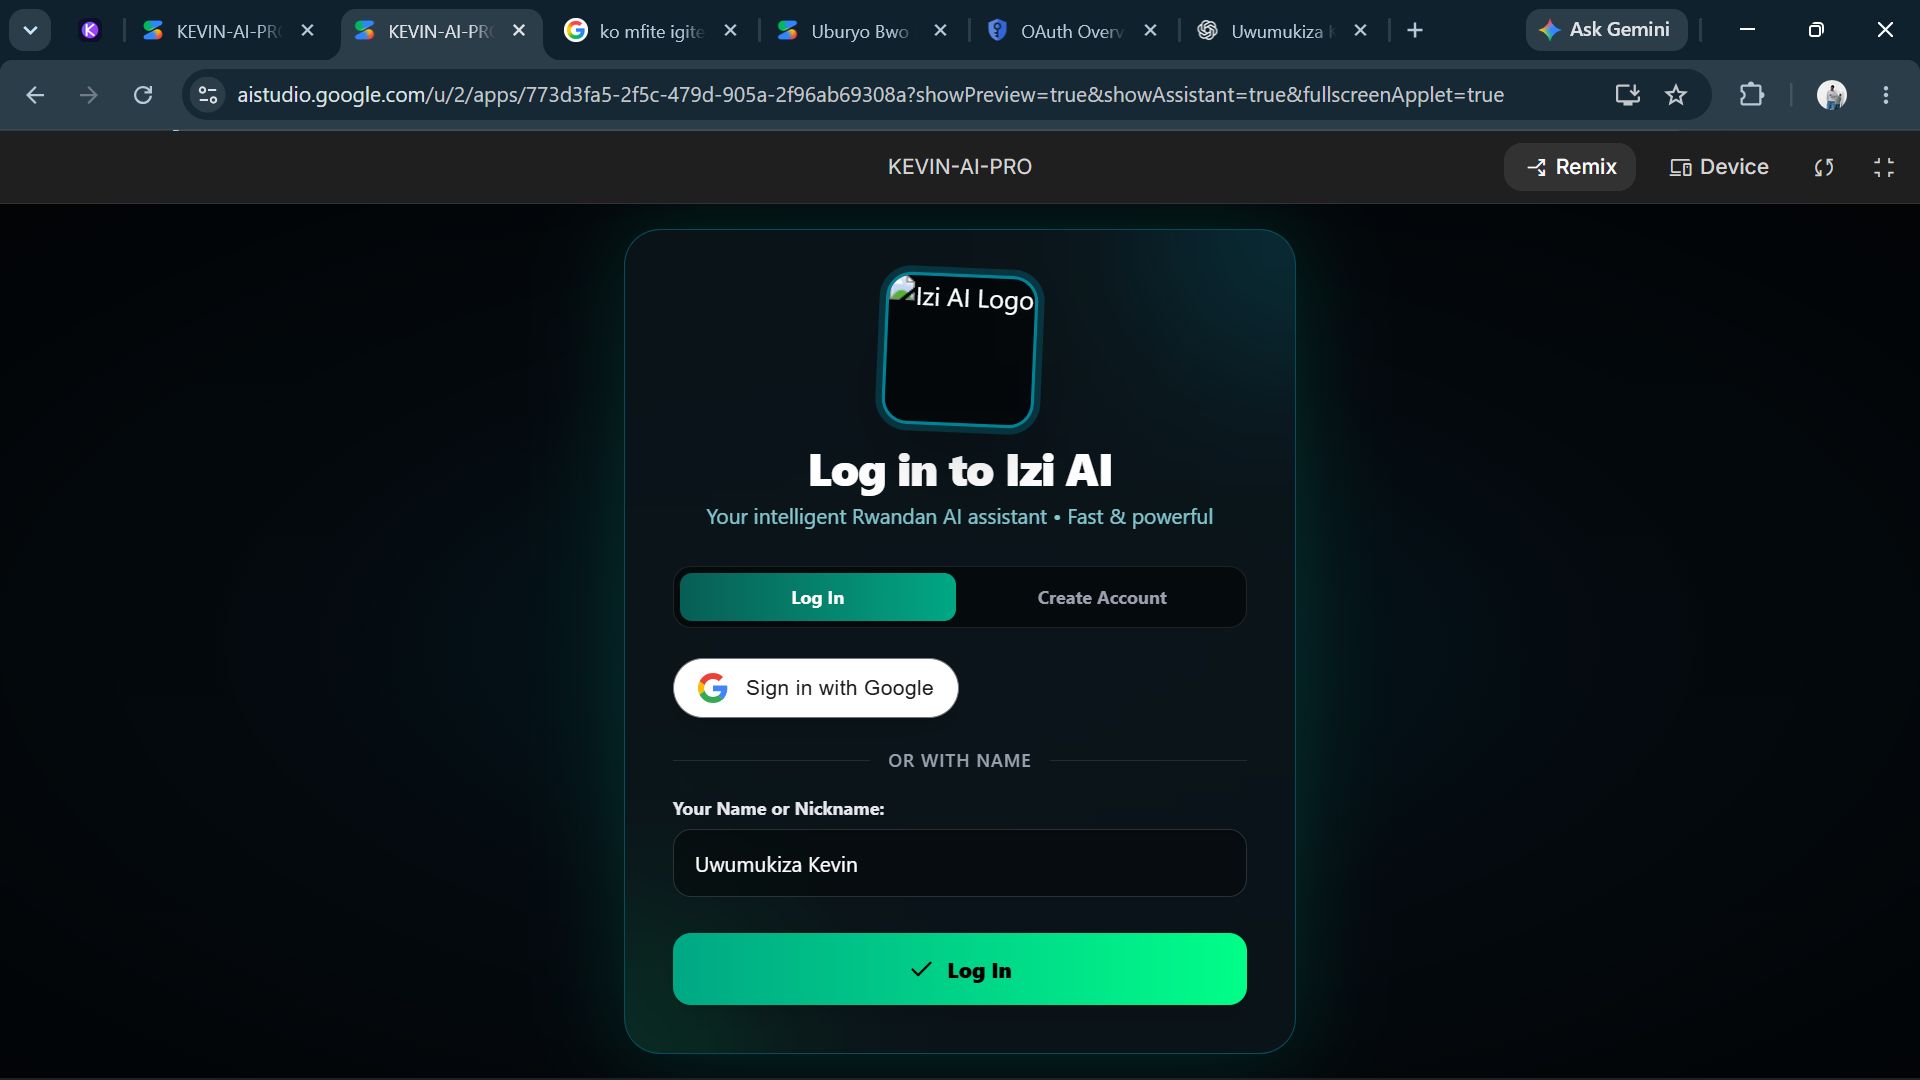 KEVIN-AI-PR
KEVIN-AI-PR
ko mfite igite
Uburyo Bwo
OAuth Overv
Uwumukiza
Ask Gemini
aistudio.google.com/u/2/apps/773d3fa5-2f5c-479d-905a-2f96ab69308a?showPreview=true&showAssistant=true&fullscreenApplet=true
KEVIN-AI-PRO
Remix
Device
Izi AI Logo
Log in to Izi AI
Your intelligent Rwandan AI assistant • Fast & powerful
Log In
Create Account
Sign in with Google
OR WITH NAME
Your Name or Nickname:
Uwumukiza Kevin
Log In